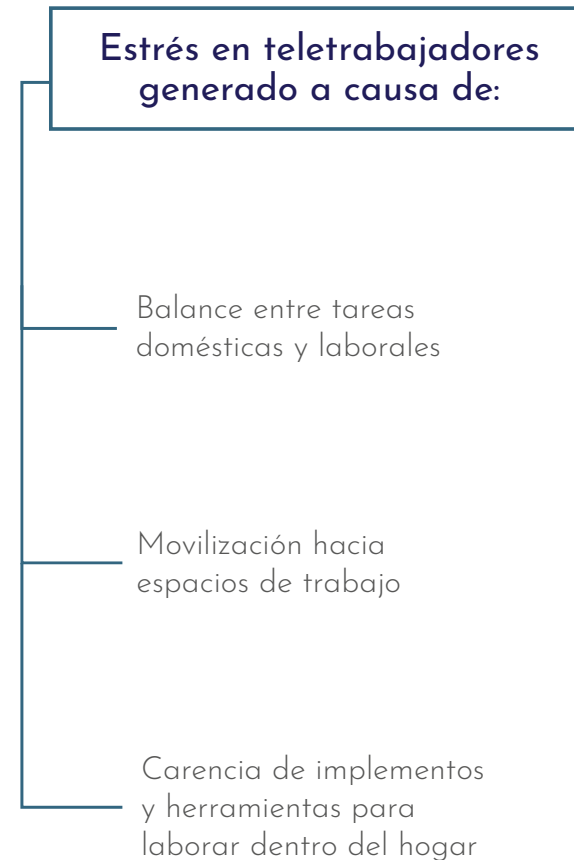 Estrés en teletrabajadores
generado a causa de:
Balance entre tareas
domésticas y laborales
Movilización hacia
espacios de trabajo
Carencia de implementos
y herramientas para
laborar dentro del hogar